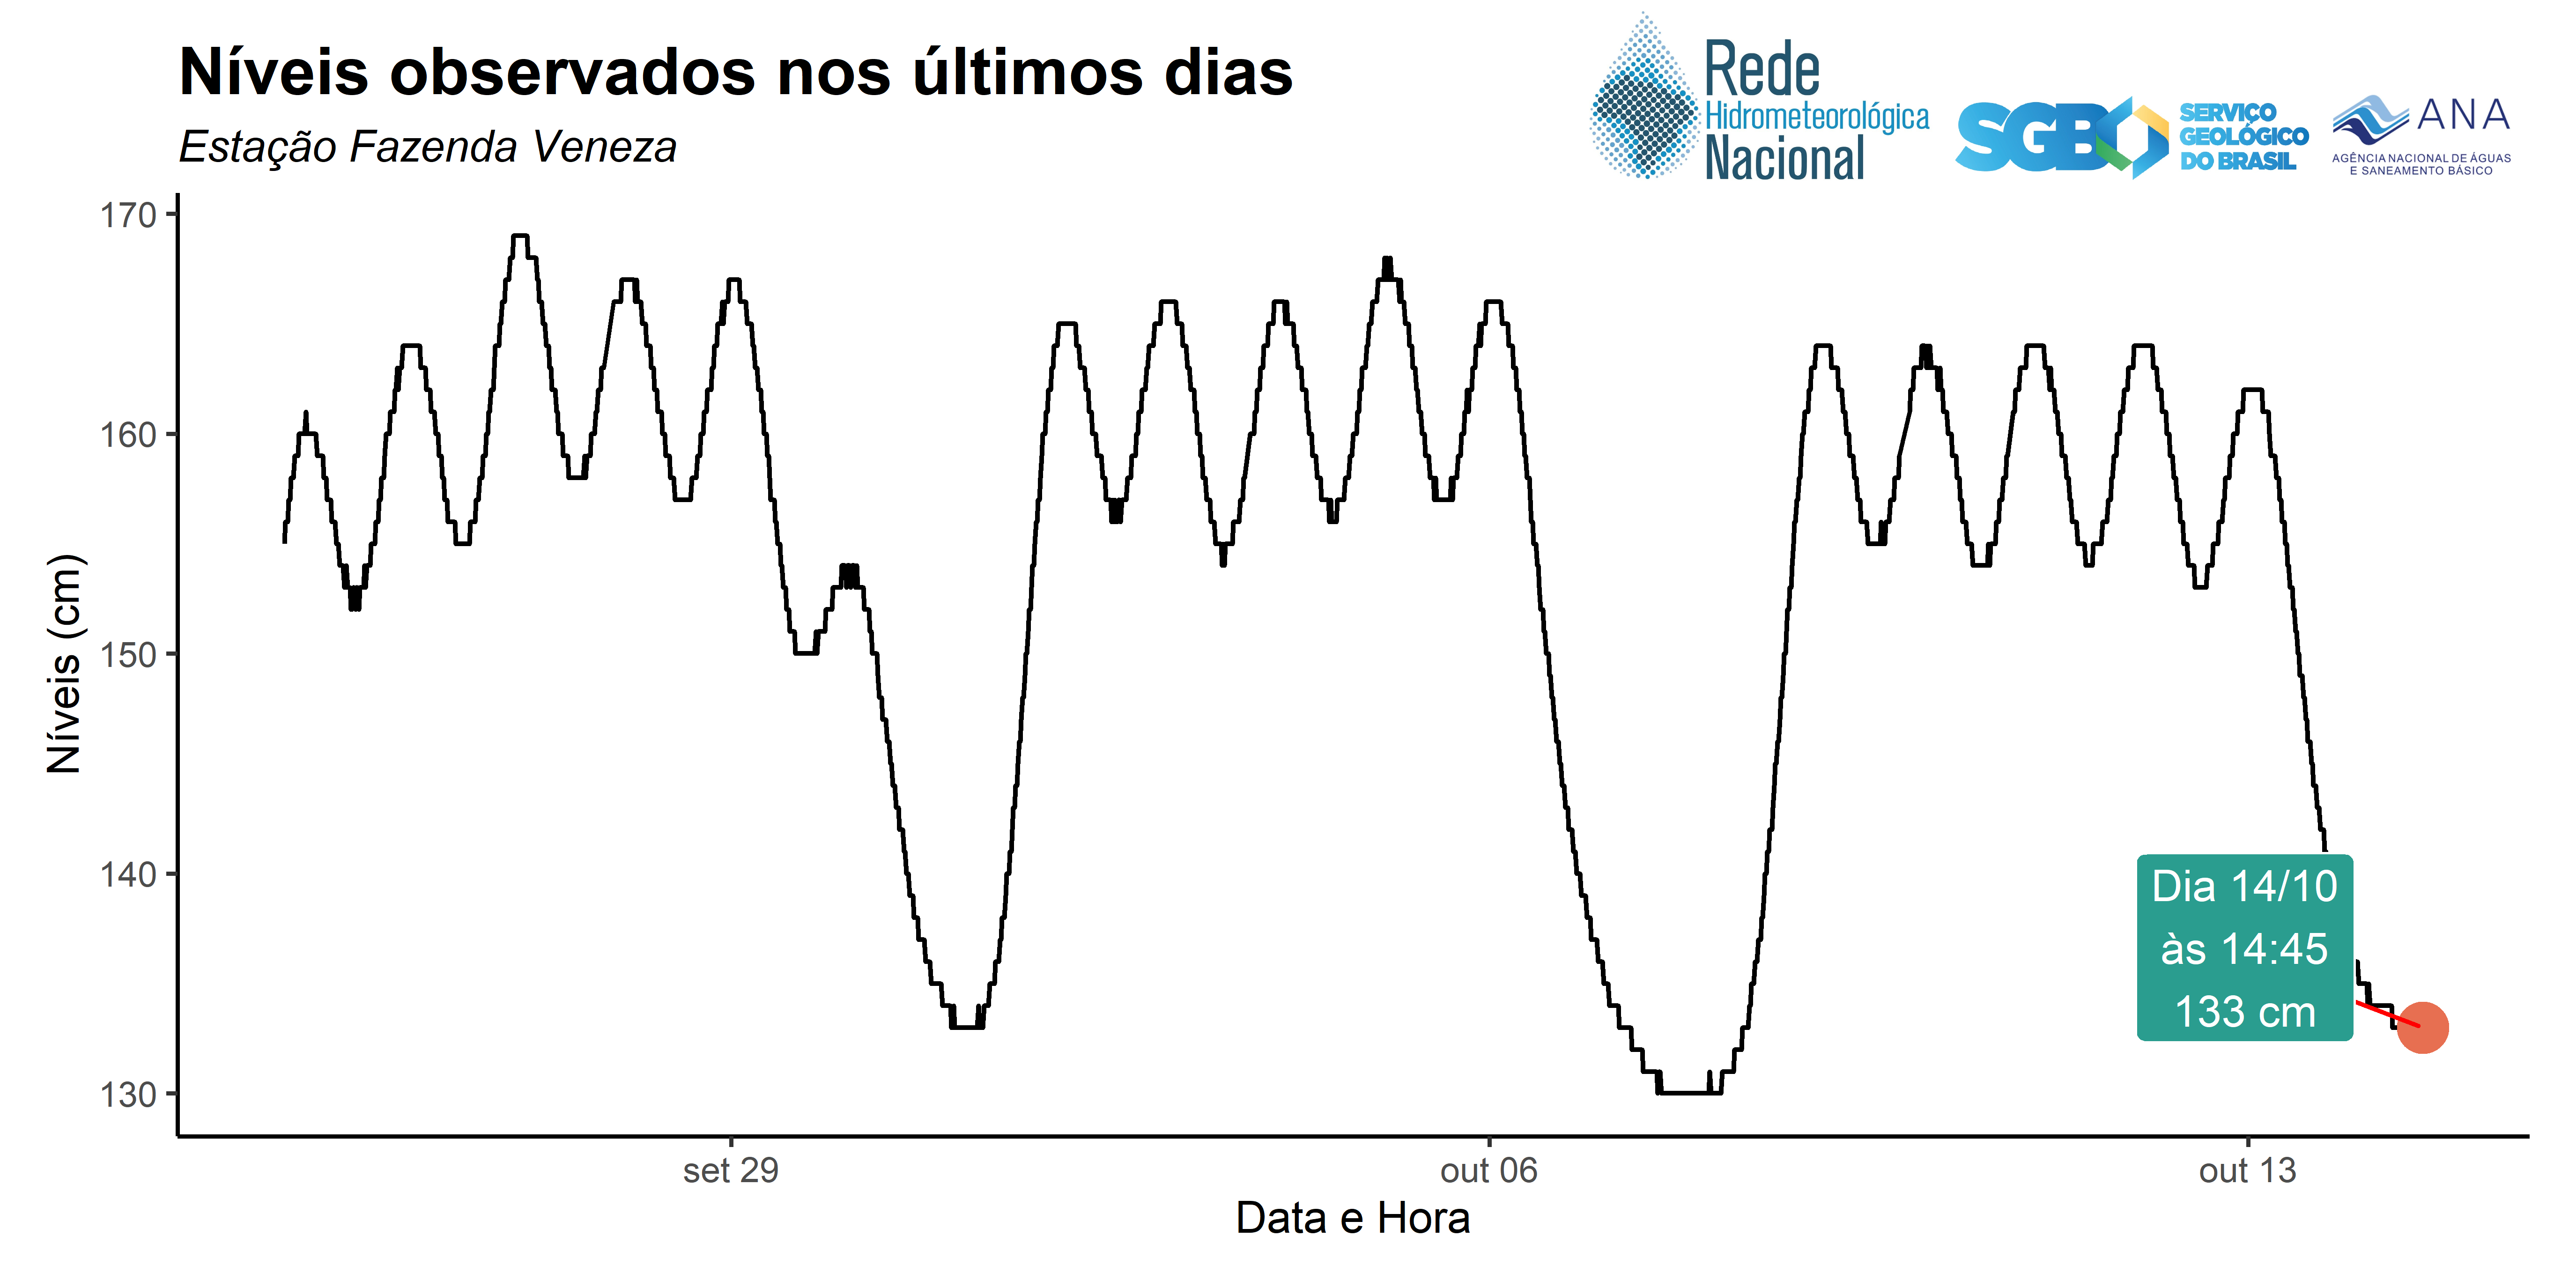 Níveis observados nos últimos dias
Estação Fazenda Veneza
Rede
Hidrometeorológica
Nacional
SGB
SERVIÇO
GEOLÓGICO
DO BRASIL
ANA
AGÊNCIA NACIONAL DE ÁGUAS
E SANEAMENTO BÁSICO
170
160
150
140
130
Níveis (cm)
Dia 14/10
às 14:45
133 cm
set 29
out 06
out 13
Data e Hora